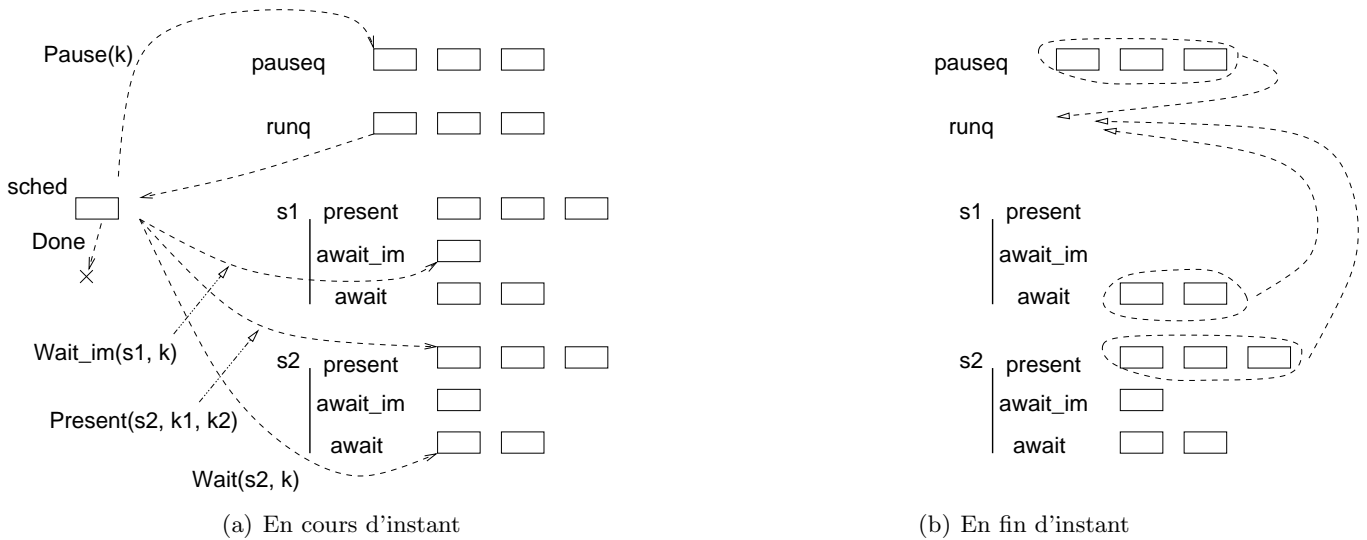 Pause(k)
pauseq
runq
sched
Done
s1
present
await_im
await
Wait_im(s1, k)
s2
present
await_im
await
Present(s2, k1, k2)
Wait(s2, k)
(a) En cours d'instant
pauseq
runq
s1
present
await_im
await
s2
present
await_im
await
(b) En fin d'instant